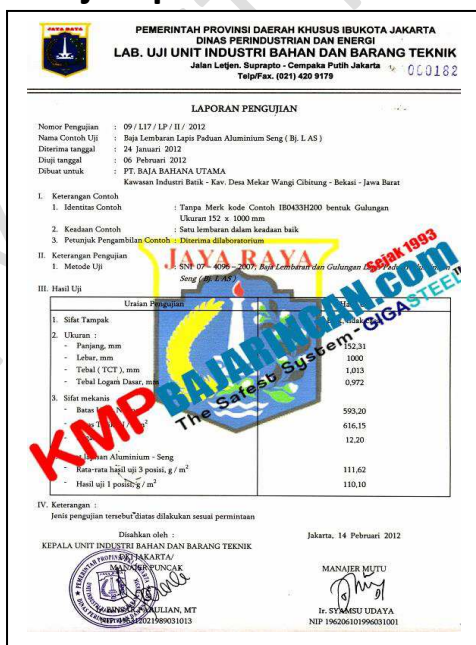 JAYA RAYA
PEMERINTAH PROVINSI DAERAH KHUSUS IBUKOTA JAKARTA
DINAS PERINDUSTRIAN DAN ENERGI
LAB. UJI UNIT INDUSTRI BAHAN DAN BARANG TEKNIK
Jalan Letjen. Suprapto - Cempaka Putih Jakarta
Telp/Fax. (021) 420 9179
000182
LAPORAN PENGUJIAN
Nomor Pengujian : 09 / L17 / LP / II / 2012
Nama Contoh Uji : Baja Lembaran Lapis Paduan Aluminium Seng ( Bj. L AS )
Diterima tanggal : 24 Januari 2012
Diuji tanggal : 06 Pebruari 2012
Dibuat untuk : PT. BAJA BAHANA UTAMA
Kawasan Industri Batik - Kav. Desa Mekar Wangi Cibitung - Bekasi - Jawa Barat
I. Keterangan Contoh
1. Identitas Contoh : Tanpa Merk kode Contoh IB0433H200 bentuk Gulungan
Ukuran 152 x 1000 mm
2. Keadaan Contoh : Satu lembaran dalam keadaan baik
3. Petunjuk Pengambilan Contoh : Diterima dilaboratorium
II. Keterangan Pengujian
1. Metode Uji : SNI 07 - 4096 - 2007, Baja Lembaran dan Gulungan
Seng ( Bj. L AS )
JAYA RAYA
III. Hasil Uji
Uraian Pengujian
1. Sifat Tampak
2. Ukuran :
- Panjang, mm 152,31
- Lebar, mm 1000
- Tebal ( TCT ), mm 1,013
- Tebal Logam Dasar, mm 0,972
3. Sifat mekanis
- Batas 593,20
616,15
12.20
Aluminium - Seng
- Rata-rata hasil uji 3 posisi, g / m² 111,62
- Hasil uji 1 posisi, g / m² 110,10
KMP BAJARINGAN.COM
Sejak 1993
The Safest System - GIGASTEEL
IV. Keterangan :
Jenis pengujian tersebut diatas dilakukan sesuai permintaan
Disahkan oleh :
KEPALA UNIT INDUSTRI BAHAN DAN BARANG TEKNIK
DKI JAKARTA/
MANAJER PUNCAK
Jakarta, 14 Pebruari 2012
MANAJER MUTU
Ir. SYAMSU UDAYA
NIP 196206101996031001